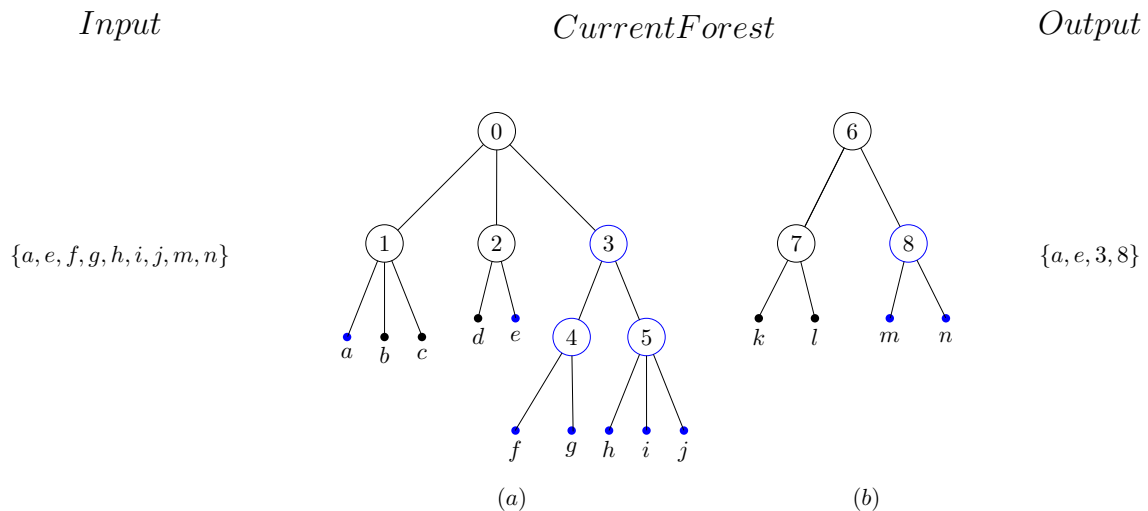 Input CurrentForest Output
0 6
1 2 3 7 8
{a, e, f, g, h, i, j, m, n} {a, e, 3, 8}
d e k l m n
a b c 4 5
f g h i j
(a) (b)